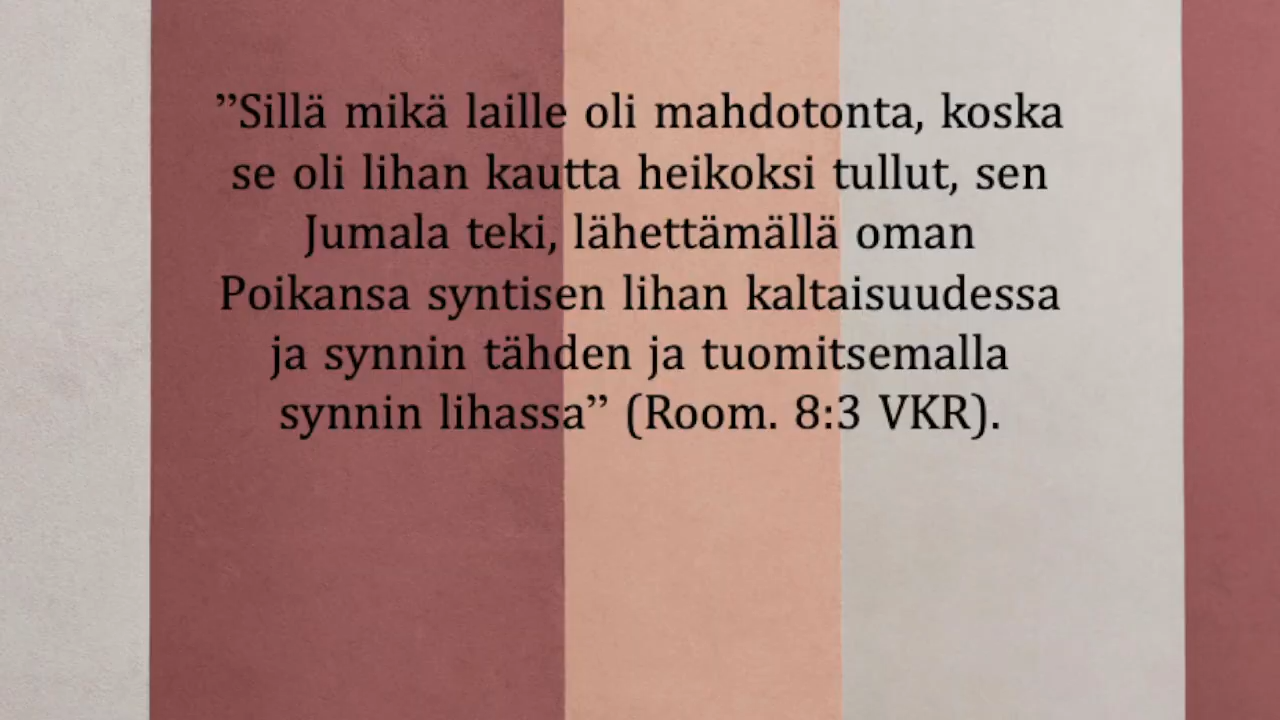 ”Sillä mikä laille oli mahdotonta, koska
se oli lihan kautta heikoksi tullut, sen
Jumala teki, lähettämällä oman
Poikansa syntisen lihan kaltaisuudessa
ja synnin tähden ja tuomitsemalla
synnin lihassa” (Room. 8:3 VKR).